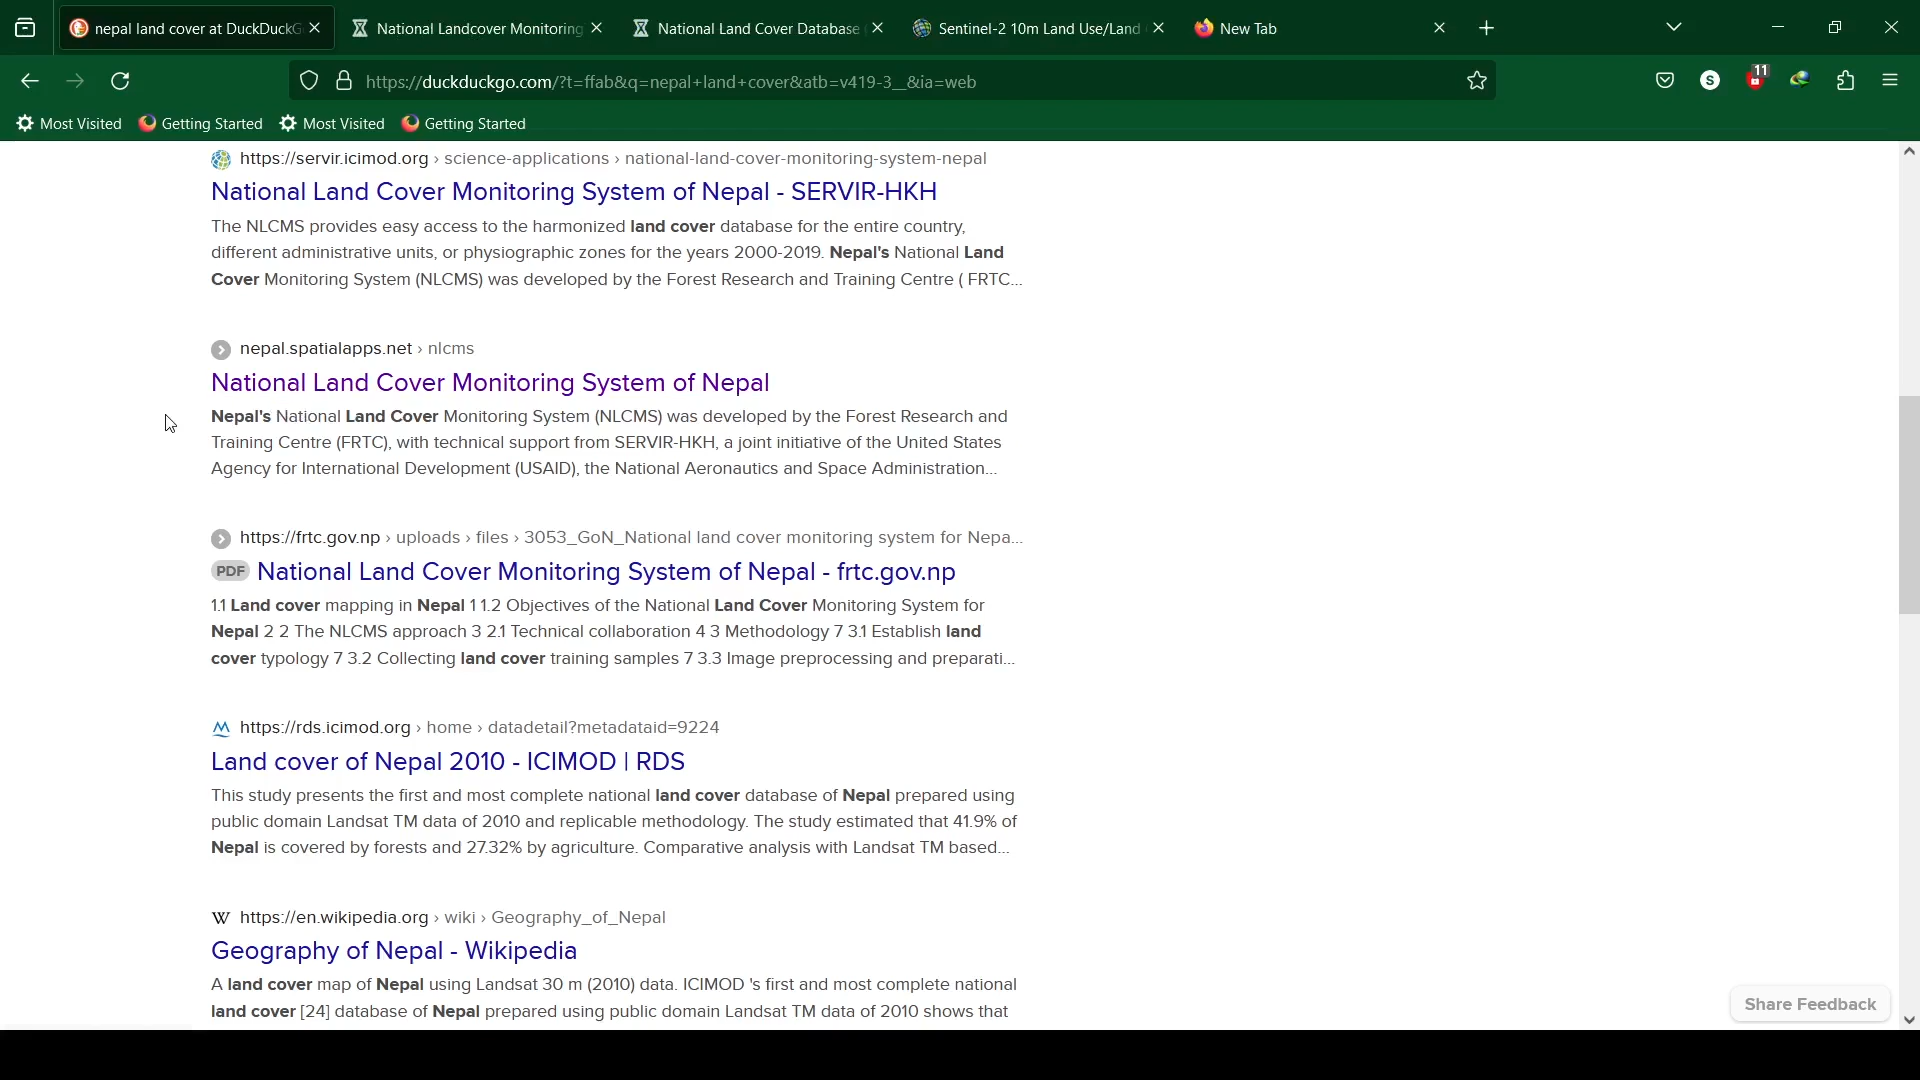 nepal land cover at DuckDuckG
National Landcover Monitoring
National Land Cover Database
Sentinel-2 10m Land Use/Land
New Tab
https://duckduckgo.com/?t=ffab&q=nepal+land+cover&atb=v419-3__&ia=web
S
11
Most Visited
Getting Started
Most Visited
Getting Started
https://servir.icimod.org › science-applications › national-land-cover-monitoring-system-nepal
National Land Cover Monitoring System of Nepal - SERVIR-HKH
The NLCMS provides easy access to the harmonized land cover database for the entire country,
different administrative units, or physiographic zones for the years 2000-2019. Nepal's National Land
Cover Monitoring System (NLCMS) was developed by the Forest Research and Training Centre ( FRTC...
nepal.spatialapps.net › nlcms
National Land Cover Monitoring System of Nepal
Nepal's National Land Cover Monitoring System (NLCMS) was developed by the Forest Research and
Training Centre (FRTC), with technical support from SERVIR-HKH, a joint initiative of the United States
Agency for International Development (USAID), the National Aeronautics and Space Administration...
https://frtc.gov.np › uploads › files › 3053_GoN_National land cover monitoring system for Nepa...
PDF National Land Cover Monitoring System of Nepal - frtc.gov.np
1.1 Land cover mapping in Nepal 1 1.2 Objectives of the National Land Cover Monitoring System for
Nepal 2 2 The NLCMS approach 3 2.1 Technical collaboration 4 3 Methodology 7 3.1 Establish land
cover typology 7 3.2 Collecting land cover training samples 7 3.3 Image preprocessing and preparati...
https://rds.icimod.org › home › datadetail?metadataid=9224
Land cover of Nepal 2010 - ICIMOD | RDS
This study presents the first and most complete national land cover database of Nepal prepared using
public domain Landsat TM data of 2010 and replicable methodology. The study estimated that 41.9% of
Nepal is covered by forests and 27.32% by agriculture. Comparative analysis with Landsat TM based...
W https://en.wikipedia.org › wiki › Geography_of_Nepal
Geography of Nepal - Wikipedia
A land cover map of Nepal using Landsat 30 m (2010) data. ICIMOD 's first and most complete national
land cover [24] database of Nepal prepared using public domain Landsat TM data of 2010 shows that
Share Feedback